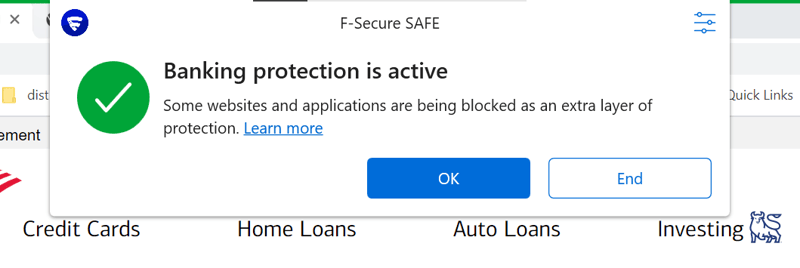 F-Secure SAFE
Banking protection is active
dist
Some websites and applications are being blocked as an extra layer of
Quick Links
protection. Learn more
ement
OK
End
Credit Cards
Home Loans
Auto Loans
Investing